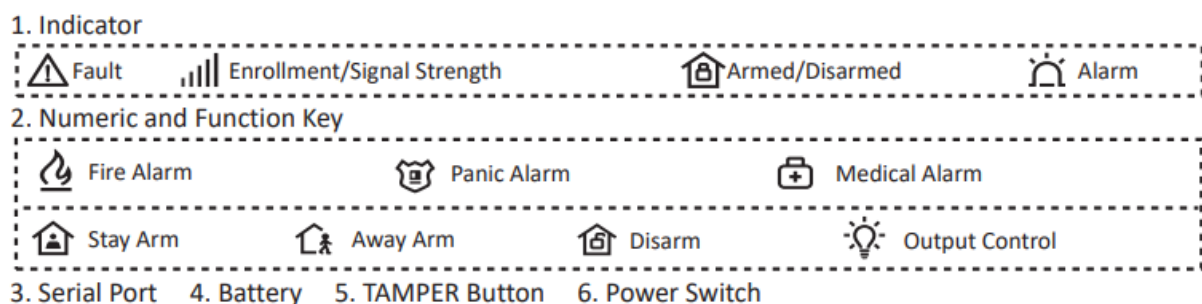 1. Indicator
Fault Enrollment/Signal Strength Armed/Disarmed Alarm
2. Numeric and Function Key
Fire Alarm Panic Alarm Medical Alarm
Stay Arm Away Arm Disarm Output Control
3. Serial Port 4. Battery 5. TAMPER Button 6. Power Switch